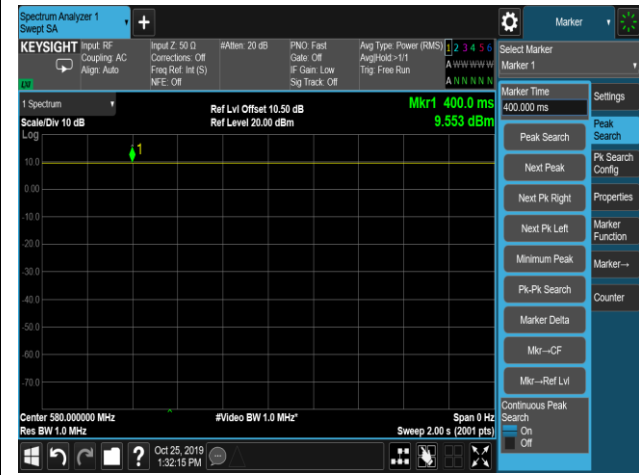 Spectrum Analyzer 1
Swept SA
Marker
KEYSIGHT
Input: RF
Coupling: AC
Align: Auto
Input Z: 50 Ω
Corrections: Off
Freq Ref: Int (S)
NFE: Off
#Atten: 20 dB
PNO: Fast
Gate: Off
IF Gain: Low
Sig Track: Off
Avg Type: Power (RMS)
Avg|Hold:>1/1
Trig: Free Run
1 2 3 4 5 6
A W W W W W
A N N N N N
Select Marker
Marker 1
1 Spectrum
Scale/Div 10 dB
Log
Ref Lvl Offset 10.50 dB
Ref Level 20.00 dBm
Mkr1 400.0 ms
9.553 dBm
1
10.0
0.00
-10.0
-20.0
-30.0
-40.0
-50.0
-60.0
-70.0
Center 580.000000 MHz
Res BW 1.0 MHz
#Video BW 1.0 MHz*
Span 0 Hz
Sweep 2.00 s (2001 pts)
Marker Time
400.000 ms
Peak Search
Next Peak
Next Pk Right
Next Pk Left
Minimum Peak
Pk-Pk Search
Marker Delta
Mkr→CF
Mkr→Ref Lvl
Continuous Peak
Search
On
Off
Settings
Peak
Search
Pk Search
Config
Properties
Marker
Function
Marker→
Counter
?
Oct 25, 2019
1:32:15 PM